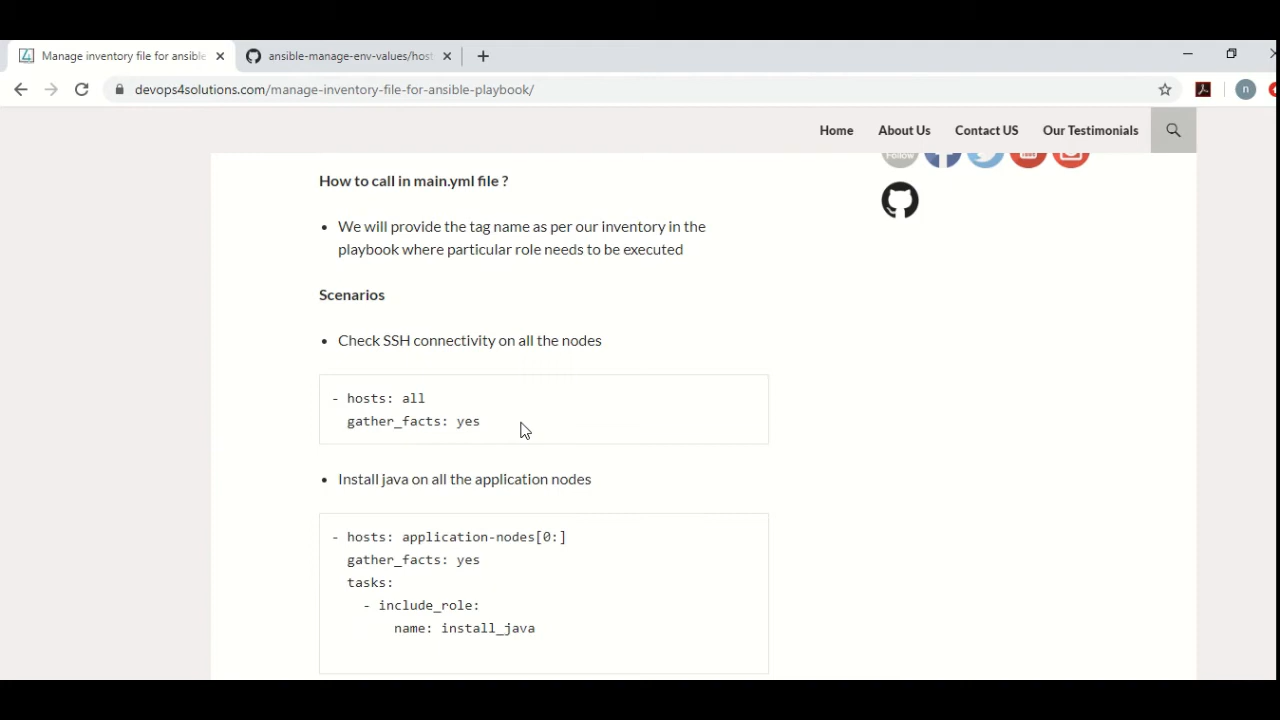 Manage inventory file for ansible
ansible-manage-env-values/host
devops4solutions.com/manage-inventory-file-for-ansible-playbook/
n
Home About Us Contact US Our Testimonials
Follow
How to call in main.yml file ?
• We will provide the tag name as per our inventory in the
playbook where particular role needs to be executed
Scenarios
• Check SSH connectivity on all the nodes
- hosts: all
gather_facts: yes
• Install java on all the application nodes
- hosts: application-nodes[0:]
gather_facts: yes
tasks:
- include_role:
name: install_java